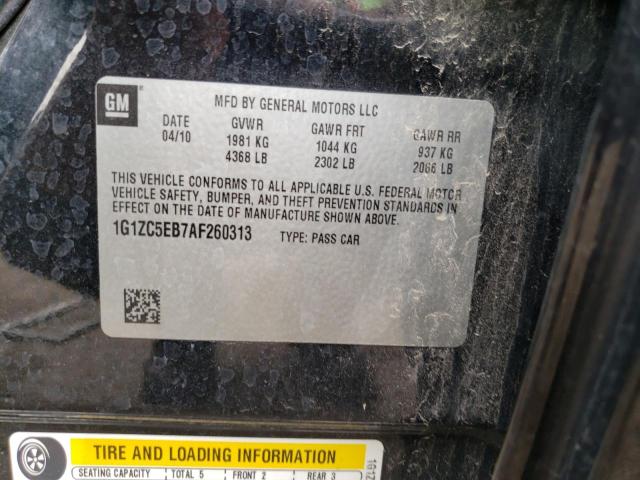 GM
MFD BY GENERAL MOTORS LLC
DATE GVWR GAWR FRT GAWR RR
04/10 1981 KG 1044 KG 937 KG
4368 LB 2302 LB 2066 LB
THIS VEHICLE CONFORMS TO ALL APPLICABLE U.S. FEDERAL MOTOR
VEHICLE SAFETY, BUMPER, AND THEFT PREVENTION STANDARDS IN
EFFECT ON THE DATE OF MANUFACTURE SHOWN ABOVE.
1G1ZC5EB7AF260313 TYPE: PASS CAR
TIRE AND LOADING INFORMATION
SEATING CAPACITY TOTAL 5 FRONT 2 REAR 3
1G1Z